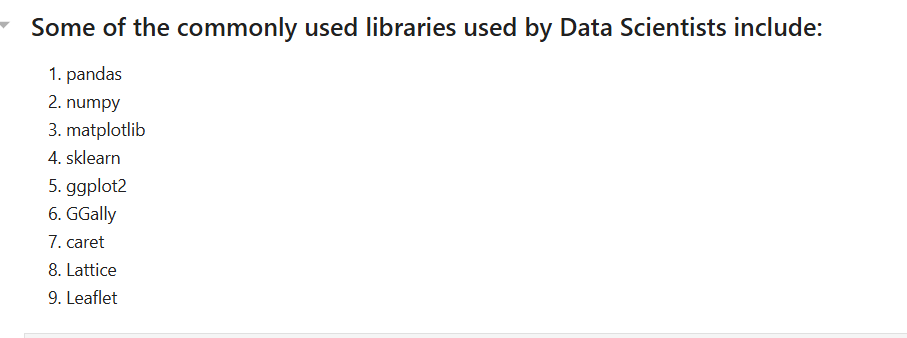 Some of the commonly used libraries used by Data Scientists include:
1. pandas
2. numpy
3. matplotlib
4. sklearn
5. ggplot2
6. GGally
7. caret
8. Lattice
9. Leaflet